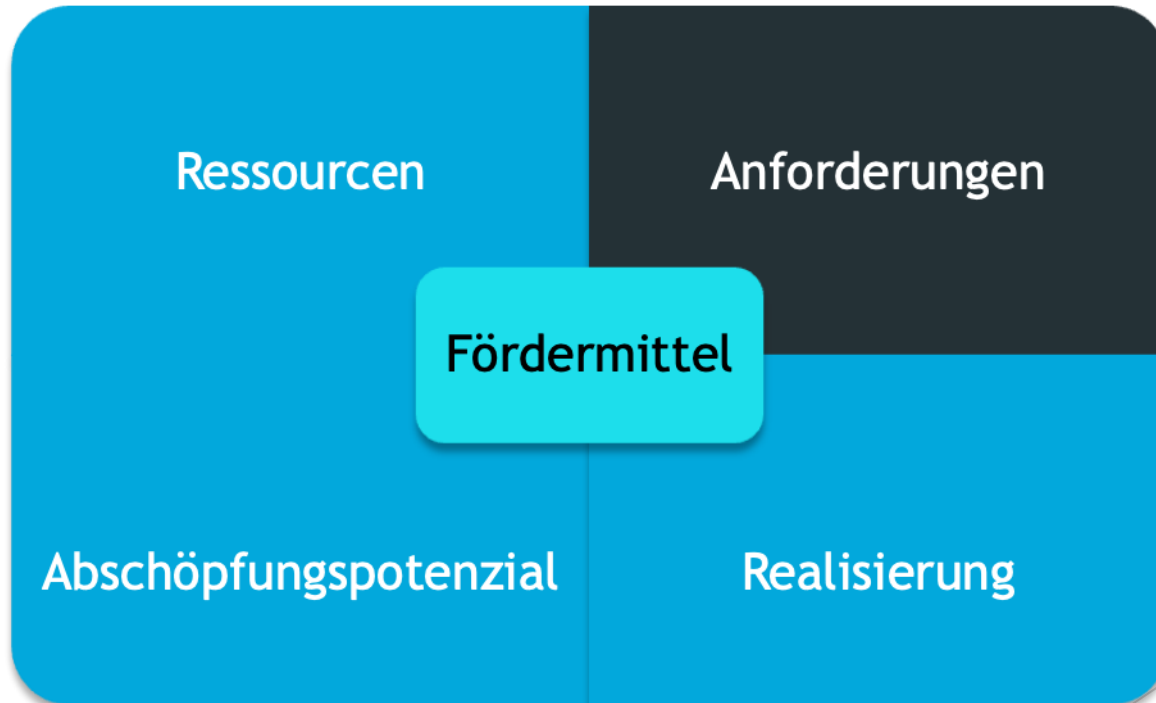 Ressourcen
Anforderungen
Fördermittel
Abschöpfungspotenzial
Realisierung